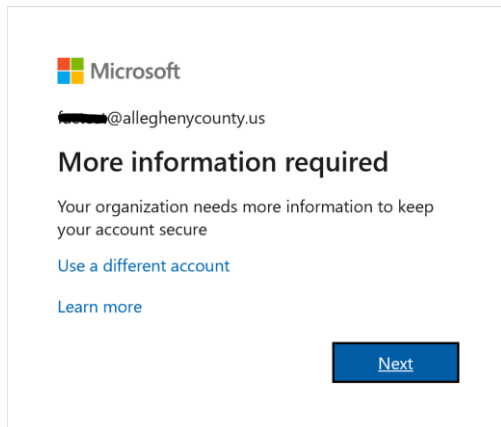 Microsoft
@alleghenycounty.us
More information required
Your organization needs more information to keep
your account secure
Use a different account
Learn more
Next